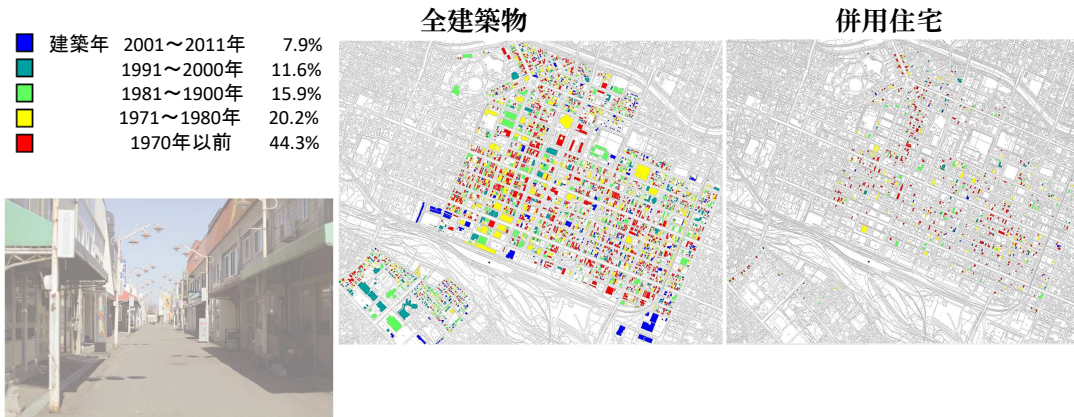 全建築物
併用住宅
建築年 2001～2011年 7.9%
1991～2000年 11.6%
1981～1900年 15.9%
1971～1980年 20.2%
1970年以前 44.3%